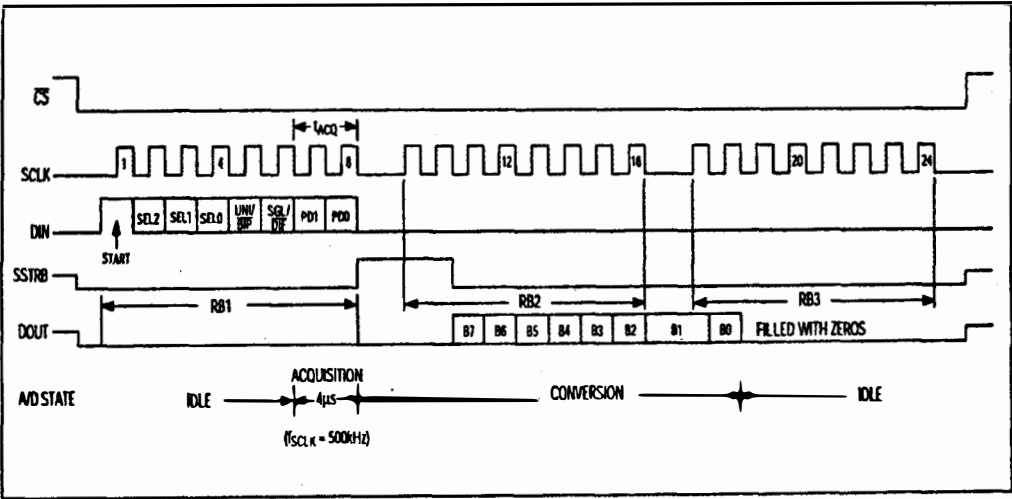 CS
tACQ
1 4 8 12 16 20 24
SCLK
DIN
SEL2 SEL1 SEL0 UNI/ BIP SGL/ DIF PD1 PD0
START
SSTRB
RB1 RB2 RB3
DOUT
B7 B6 B5 B4 B3 B2 B1 B0 FILLED WITH ZEROS
A/D STATE
IDLE
ACQUISITION
4µs
CONVERSION
IDLE
(fSCLK = 500kHz)